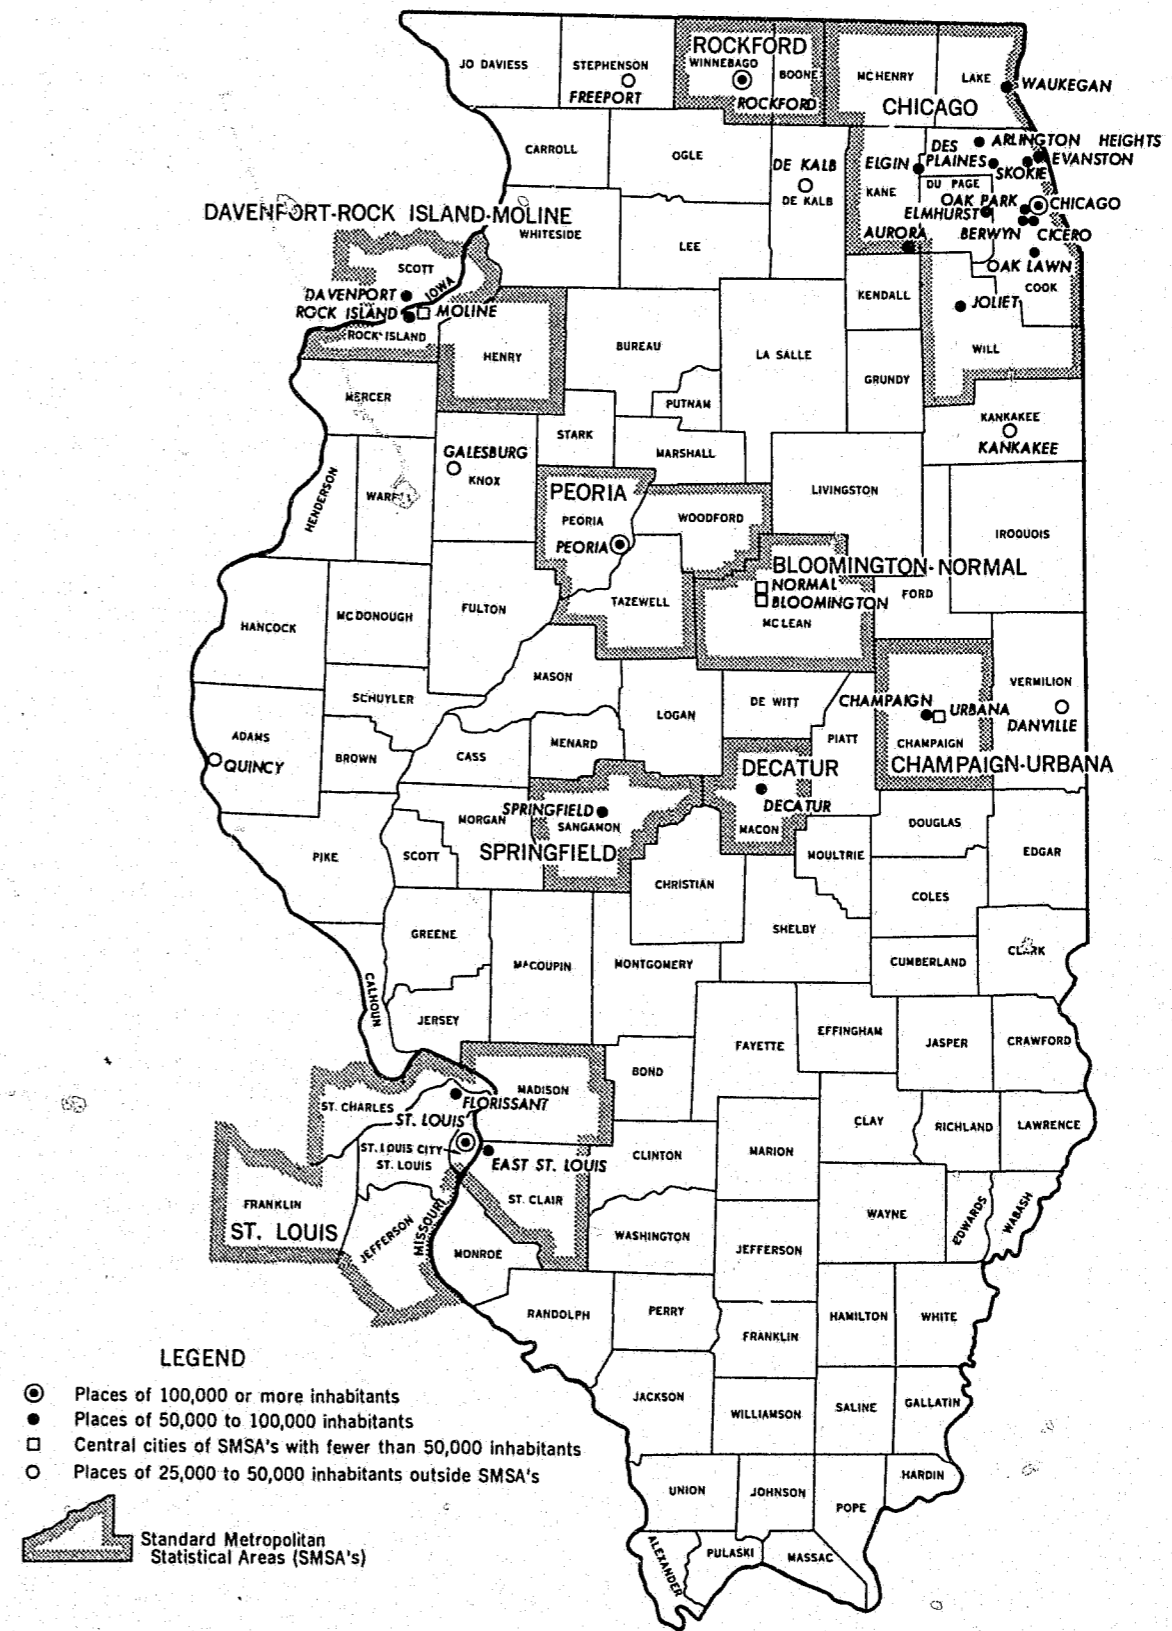 JO DAVIESS
STEPHENSON
FREEPORT
ROCKFORD
WINNEBAGO
BOONE
ROCKFORD
MCHENRY
LAKE
WAUKEGAN
CHICAGO
CARROLL
OGLE
DE KALB
DE KALB
ELGIN
KANE
DES
PLAINES
ARLINGTON HEIGHTS
EVANSTON
SKOKIE
DU PAGE
OAK PARK
CHICAGO
ELMHURST
BERWYN
CICERO
AURORA
OAK LAWN
COOK
DAVENFORT-ROCK ISLAND-MOLINE
WHITESIDE
LEE
SCOTT
IOWA
DAVENPORT
ROCK ISLAND
MOLINE
ROCK ISLAND
HENRY
KENDALL
JOLIET
WILL
BUREAU
LA SALLE
GRUNDY
PUTNAM
MERCER
STARK
MARSHALL
KANKAKEE
KANKAKEE
GALESBURG
KNOX
HENDERSON
PEORIA
PEORIA
PEORIA
WOODFORD
LIVINGSTON
IROQUOIS
BLOOMINGTON-NORMAL
NORMAL
BLOOMINGTON
MCLEAN
FORD
TAZEWELL
HANCOCK
MCDONOUGH
FULTON
MASON
SCHUYLER
LOGAN
DE WITT
CHAMPAIGN
URBANA
VERMILION
DANVILLE
ADAMS
QUINCY
BROWN
CASS
MENARD
PIATT
CHAMPAIGN
CHAMPAIGN-URBANA
DECATUR
DECATUR
MACON
SPRINGFIELD
SANGAMON
SPRINGFIELD
MORGAN
SCOTT
PIKE
DOUGLAS
EDGAR
MOULTRIE
CHRISTIAN
COLES
SHELBY
GREENE
MACOUPIN
MONTGOMERY
CUMBERLAND
CLARK
CALHOUN
JERSEY
FAYETTE
EFFINGHAM
JASPER
CRAWFORD
BOND
MADISON
FLORISSANT
ST. CHARLES
ST. LOUIS
ST. LOUIS CITY
ST. LOUIS
EAST ST. LOUIS
CLAY
RICHLAND
LAWRENCE
CLINTON
MARION
FRANKLIN
ST. LOUIS
ST. CLAIR
JEFFERSON
MISSOURI
MONROE
WASHINGTON
JEFFERSON
WAYNE
EDWARDS
WABASH
RANDOLPH
PERRY
FRANKLIN
HAMILTON
WHITE
JACKSON
WILLIAMSON
SALINE
GALLATIN
UNION
JOHNSON
POPE
HARDIN
ALEXANDER
PULASKI
MASSAC
LEGEND
Places of 100,000 or more inhabitants
Places of 50,000 to 100,000 inhabitants
Central cities of SMSA's with fewer than 50,000 inhabitants
Places of 25,000 to 50,000 inhabitants outside SMSA's
Standard Metropolitan
Statistical Areas (SMSA's)